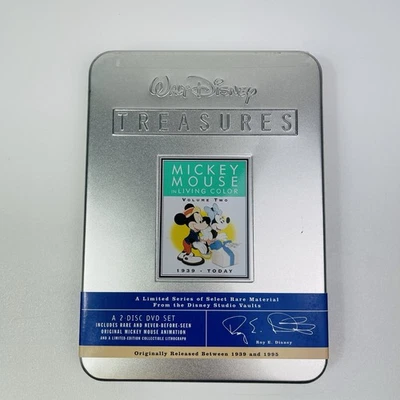 WALT DISNEY
TREASURES
MICKEY
MOUSE
IN LIVING COLOR
VOLUME TWO
1939 - TODAY
A Limited Series of Select Rare Material
From the Disney Studio Vaults
A 2-DISC DVD SET
INCLUDES RARE AND NEVER-BEFORE-SEEN
ORIGINAL MICKEY MOUSE ANIMATION
AND A LIMITED EDITION COLLECTIBLE LITHOGRAPH
Roy E. Disney
Roy E. Disney
Originally Released Between 1939 and 1995